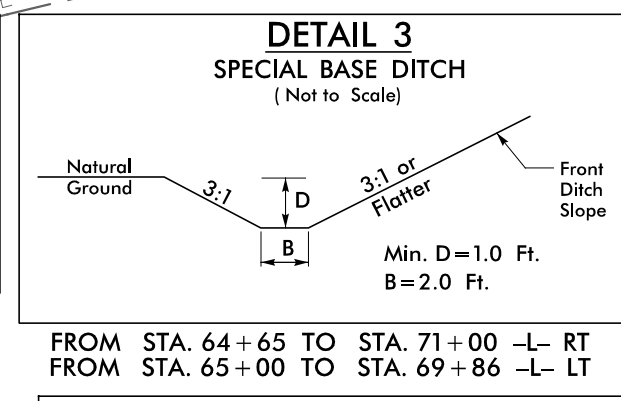 DETAIL 3
SPECIAL BASE DITCH
( Not to Scale)
Natural
Ground
3:1
D
3:1 or
Flatter
Front
Ditch
Slope
B
Min. D=1.0 Ft.
B=2.0 Ft.
FROM STA. 64+65 TO STA. 71+00 -L- RT
FROM STA. 65+00 TO STA. 69+86 -L- LT